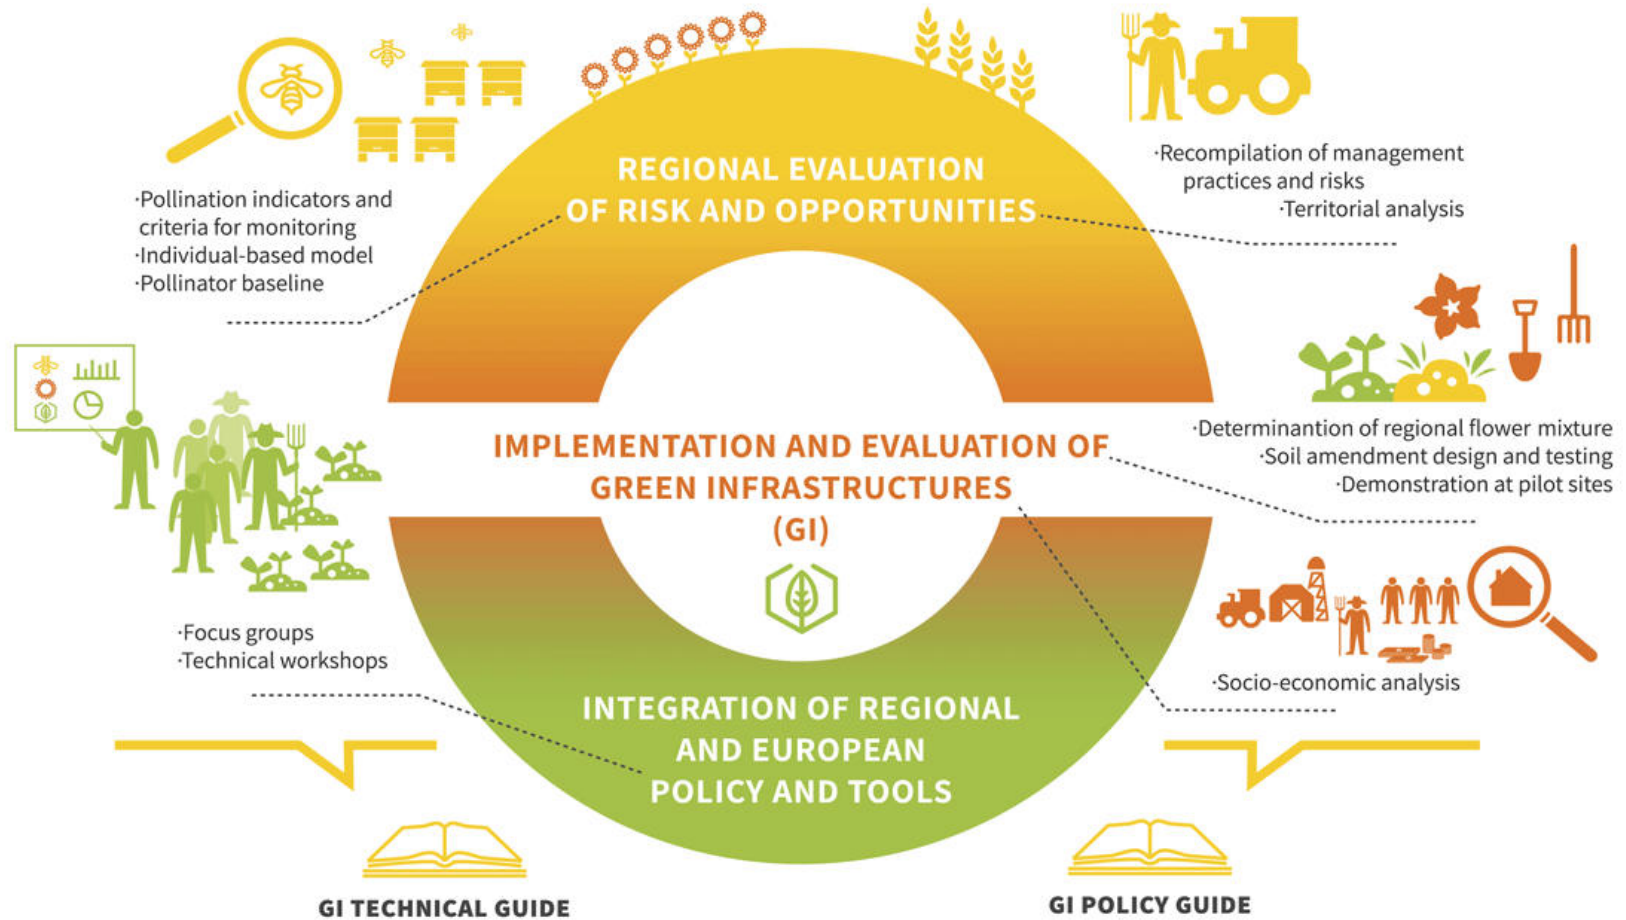 REGIONAL EVALUATION
OF RISK AND OPPORTUNITIES
·Pollination indicators and
criteria for monitoring
·Individual-based model
·Pollinator baseline
·Recompilation of management
practices and risks
·Territorial analysis
IMPLEMENTATION AND EVALUATION OF
GREEN INFRASTRUCTURES
(GI)
·Determinantion of regional flower mixture
·Soil amendment design and testing
·Demonstration at pilot sites
·Socio-economic analysis
·Focus groups
·Technical workshops
INTEGRATION OF REGIONAL
AND EUROPEAN
POLICY AND TOOLS
GI TECHNICAL GUIDE
GI POLICY GUIDE